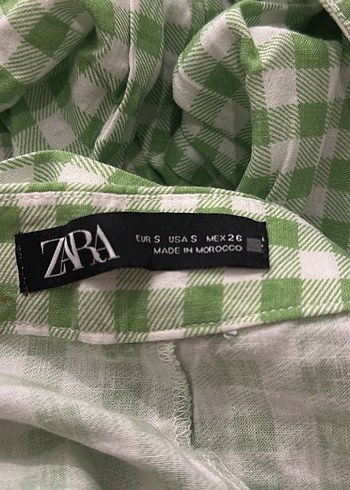 ZARA
EUR S USA S MEX 26
MADE IN MOROCCO